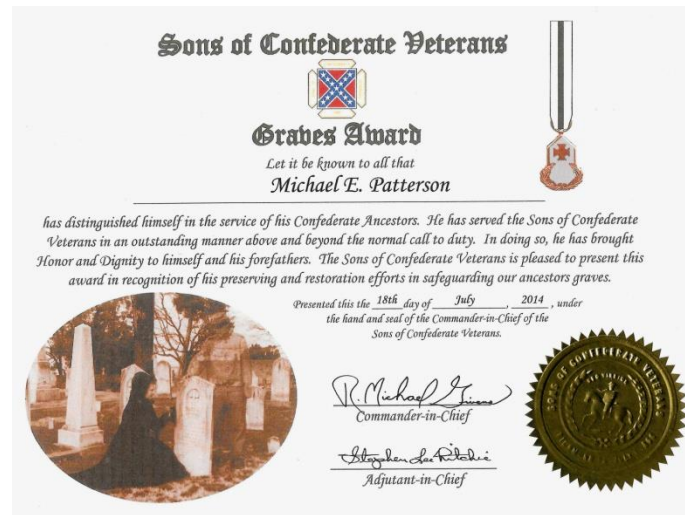 Sons of Confederate Veterans
Graves Award
Let it be known to all that
Michael E. Patterson
has distinguished himself in the service of his Confederate Ancestors. He has served the Sons of Confederate
Veterans in an outstanding manner above and beyond the normal call to duty. In doing so, he has brought
Honor and Dignity to himself and his forefathers. The Sons of Confederate Veterans is pleased to present this
award in recognition of his preserving and restoration efforts in safeguarding our ancestors graves.
Presented this the 18th day of July, 2014, under
the hand and seal of the Commander-in-Chief of the
Sons of Confederate Veterans.
R. Michael Givens
Commander-in-Chief
Stephen Lee Ritchie
Adjutant-in-Chief
SONS OF CONFEDERATE VETERANS